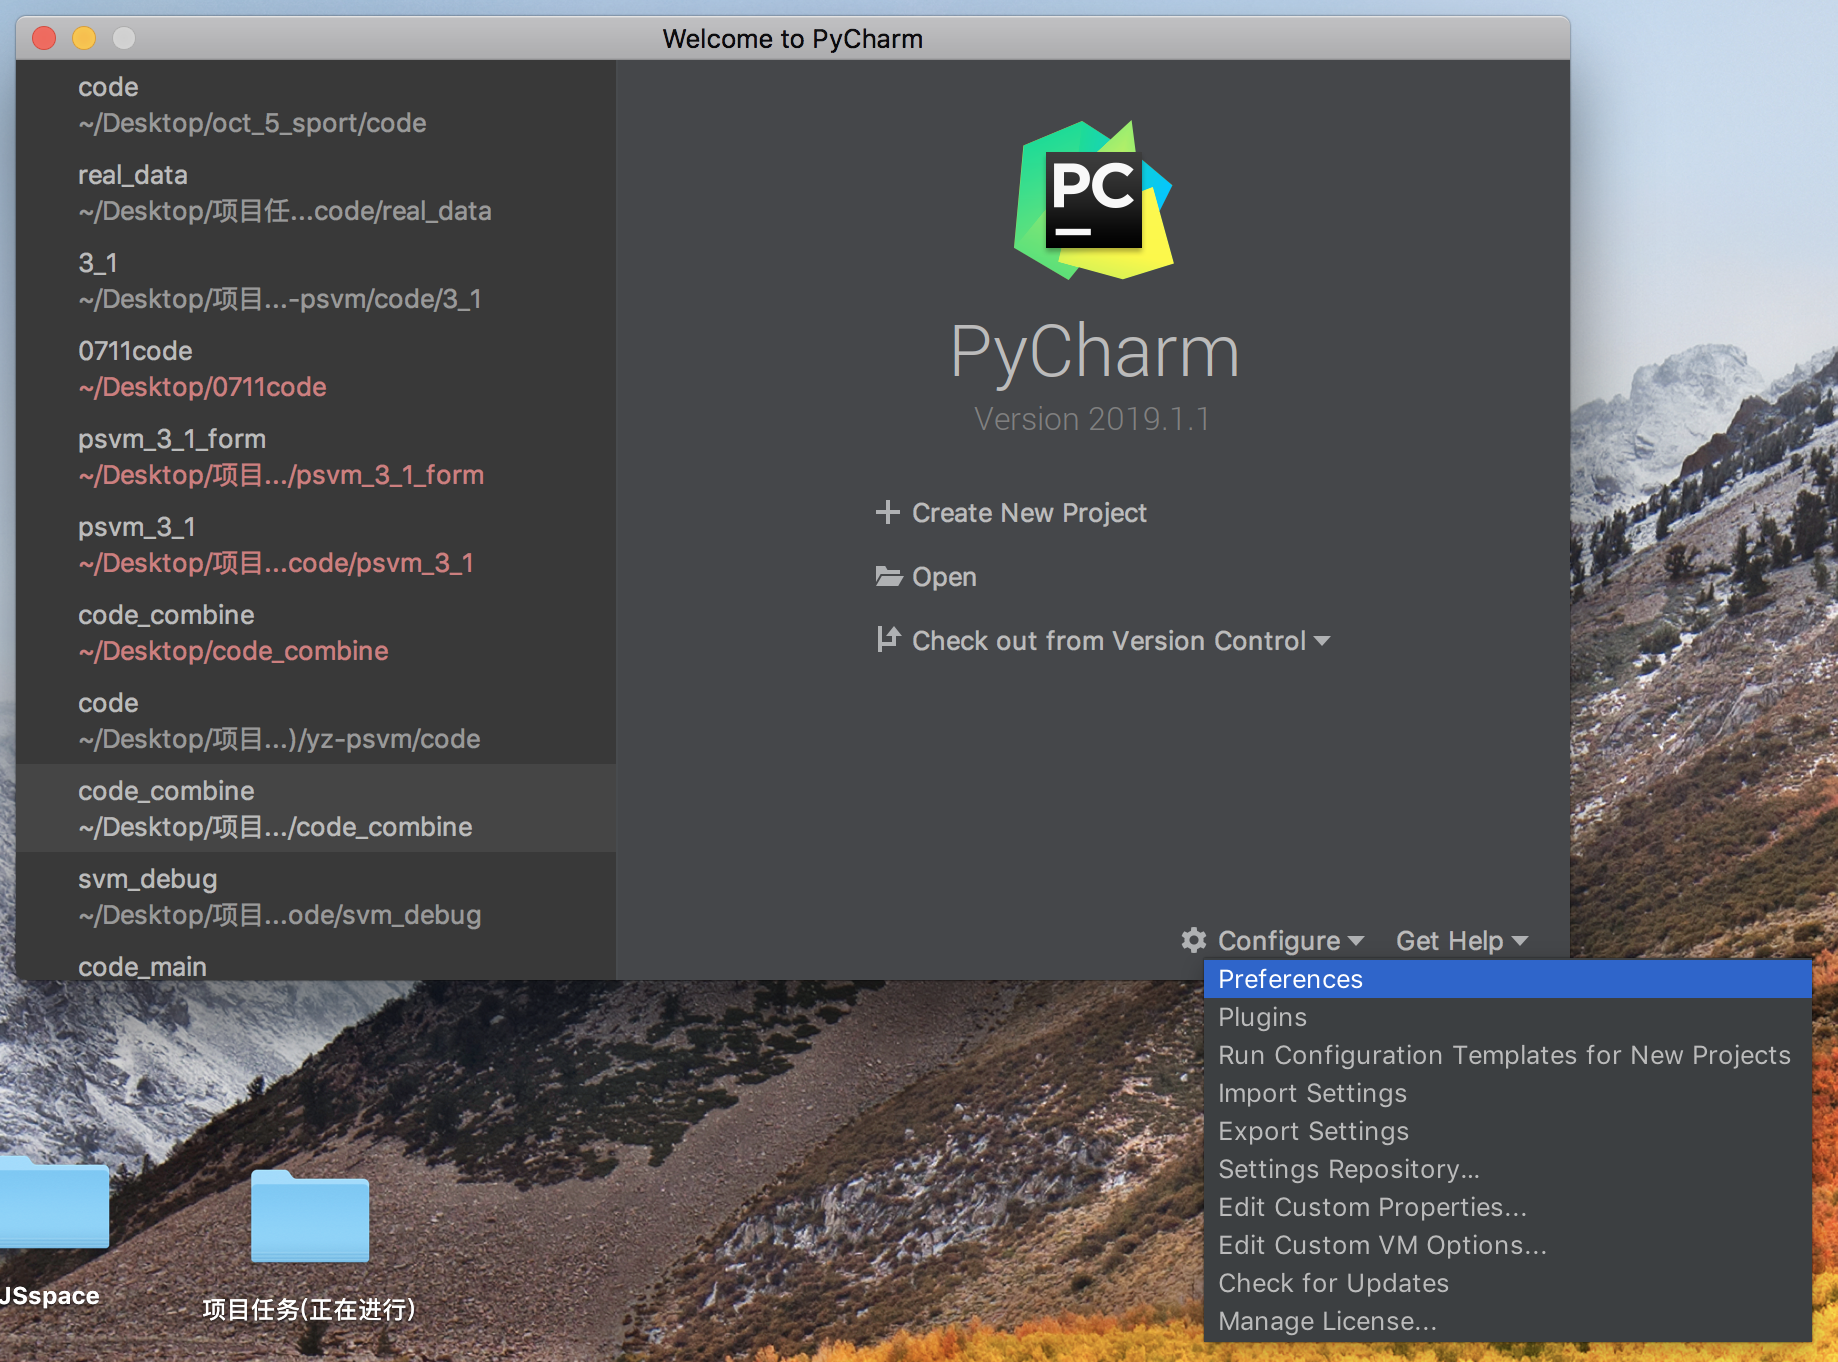 Welcome to PyCharm
code
~/Desktop/oct_5_sport/code
real_data
~/Desktop/项目任...code/real_data
3_1
~/Desktop/项目...-psvm/code/3_1
0711code
~/Desktop/0711code
psvm_3_1_form
~/Desktop/项目.../psvm_3_1_form
psvm_3_1
~/Desktop/项目...code/psvm_3_1
code_combine
~/Desktop/code_combine
code
~/Desktop/项目...)/yz-psvm/code
code_combine
~/Desktop/项目.../code_combine
svm_debug
~/Desktop/项目...ode/svm_debug
code_main
PC
PyCharm
Version 2019.1.1
Create New Project
Open
Check out from Version Control
Configure
Get Help
Preferences
Plugins
Run Configuration Templates for New Projects
Import Settings
Export Settings
Settings Repository...
Edit Custom Properties...
Edit Custom VM Options...
Check for Updates
Manage License...
JSspace
项目任务(正在进行)